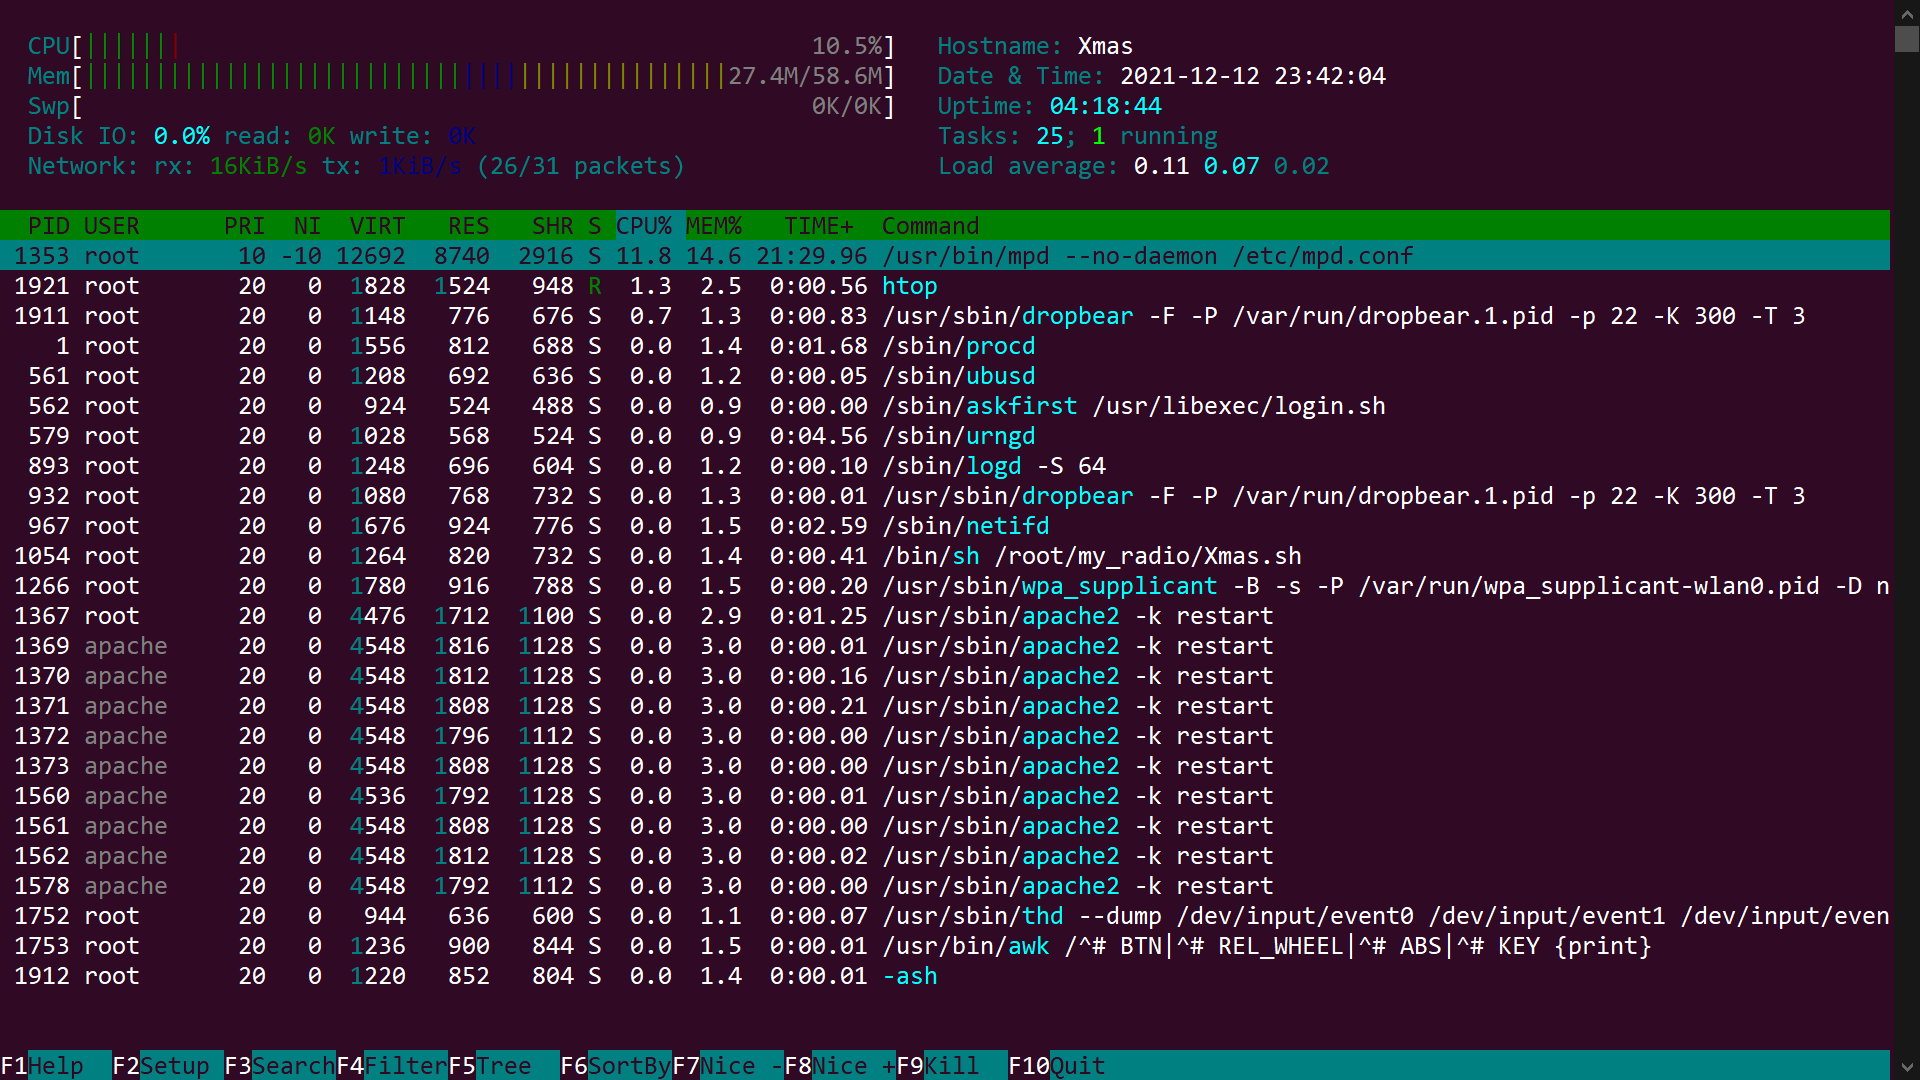 CPU[||||||| 10.5%] Hostname: Xmas
Mem[||||||||||||||||||||||||||||||||||||||||||||||27.4M/58.6M] Date & Time: 2021-12-12 23:42:04
Swp[ 0K/0K] Uptime: 04:18:44
Disk IO: 0.0% read: 0K write: 0K Tasks: 25; 1 running
Network: rx: 16KiB/s tx: 1KiB/s (26/31 packets) Load average: 0.11 0.07 0.02
PID USER PRI NI VIRT RES SHR S CPU% MEM% TIME+ Command
1353 root 10 -10 12692 8740 2916 S 11.8 14.6 21:29.96 /usr/bin/mpd --no-daemon /etc/mpd.conf
1921 root 20 0 1828 1524 948 R 1.3 2.5 0:00.56 htop
1911 root 20 0 1148 776 676 S 0.7 1.3 0:00.83 /usr/sbin/dropbear -F -P /var/run/dropbear.1.pid -p 22 -K 300 -T 3
1 root 20 0 1556 812 688 S 0.0 1.4 0:01.68 /sbin/procd
561 root 20 0 1208 692 636 S 0.0 1.2 0:00.05 /sbin/ubusd
562 root 20 0 924 524 488 S 0.0 0.9 0:00.00 /sbin/askfirst /usr/libexec/login.sh
579 root 20 0 1028 568 524 S 0.0 0.9 0:04.56 /sbin/urngd
893 root 20 0 1248 696 604 S 0.0 1.2 0:00.10 /sbin/logd -S 64
932 root 20 0 1080 768 732 S 0.0 1.3 0:00.01 /usr/sbin/dropbear -F -P /var/run/dropbear.1.pid -p 22 -K 300 -T 3
967 root 20 0 1676 924 776 S 0.0 1.5 0:02.59 /sbin/netifd
1054 root 20 0 1264 820 732 S 0.0 1.4 0:00.41 /bin/sh /root/my_radio/Xmas.sh
1266 root 20 0 1780 916 788 S 0.0 1.5 0:00.20 /usr/sbin/wpa_supplicant -B -s -P /var/run/wpa_supplicant-wlan0.pid -D n
1367 root 20 0 4476 1712 1100 S 0.0 2.9 0:01.25 /usr/sbin/apache2 -k restart
1369 apache 20 0 4548 1816 1128 S 0.0 3.0 0:00.01 /usr/sbin/apache2 -k restart
1370 apache 20 0 4548 1812 1128 S 0.0 3.0 0:00.16 /usr/sbin/apache2 -k restart
1371 apache 20 0 4548 1808 1128 S 0.0 3.0 0:00.21 /usr/sbin/apache2 -k restart
1372 apache 20 0 4548 1796 1112 S 0.0 3.0 0:00.00 /usr/sbin/apache2 -k restart
1373 apache 20 0 4548 1808 1128 S 0.0 3.0 0:00.00 /usr/sbin/apache2 -k restart
1560 apache 20 0 4536 1792 1128 S 0.0 3.0 0:00.01 /usr/sbin/apache2 -k restart
1561 apache 20 0 4548 1808 1128 S 0.0 3.0 0:00.00 /usr/sbin/apache2 -k restart
1562 apache 20 0 4548 1812 1128 S 0.0 3.0 0:00.02 /usr/sbin/apache2 -k restart
1578 apache 20 0 4548 1792 1112 S 0.0 3.0 0:00.00 /usr/sbin/apache2 -k restart
1752 root 20 0 944 636 600 S 0.0 1.1 0:00.07 /usr/sbin/thd --dump /dev/input/event0 /dev/input/event1 /dev/input/even
1753 root 20 0 1236 900 844 S 0.0 1.5 0:00.01 /usr/bin/awk /^# BTN|^# REL_WHEEL|^# ABS|^# KEY {print}
1912 root 20 0 1220 852 804 S 0.0 1.4 0:00.01 -ash
F1Help F2Setup F3SearchF4FilterF5Tree F6SortByF7Nice -F8Nice +F9Kill F10Quit